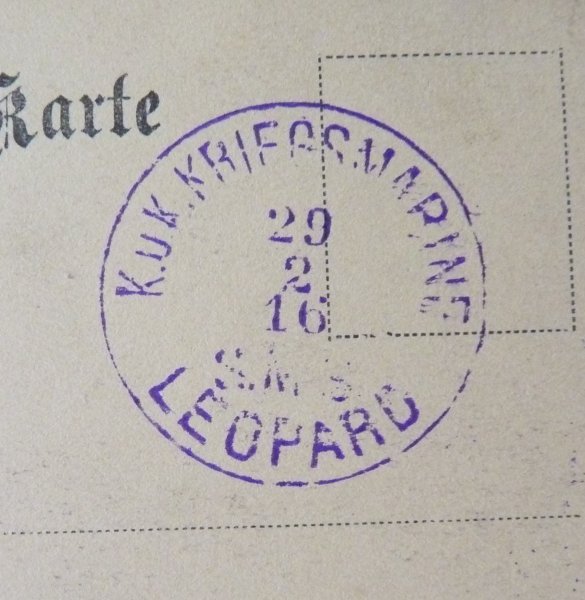 Karte
K.U.K. KRIEGSMARINE
29
2
16
S.M.S.
LEOPARD